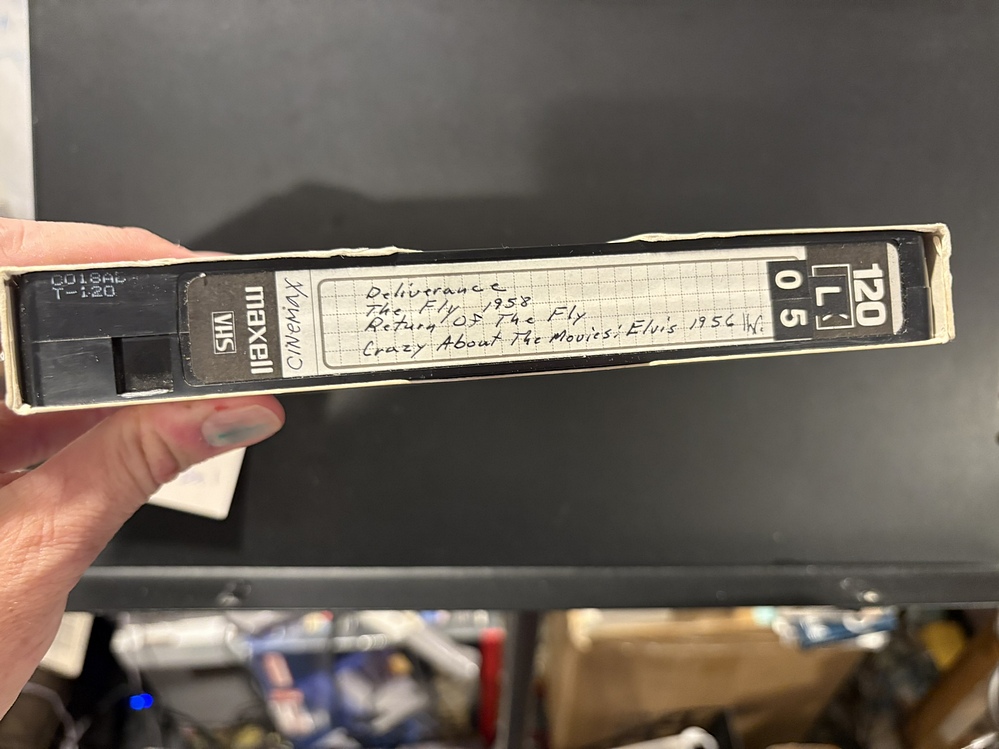 C018AD
T-120
maxell
VHS
CINEMAX
Deliverance
The Fly 1958
Return Of The Fly
Crazy About The Movies: Elvis 1956 1hr.
120
L
0 5